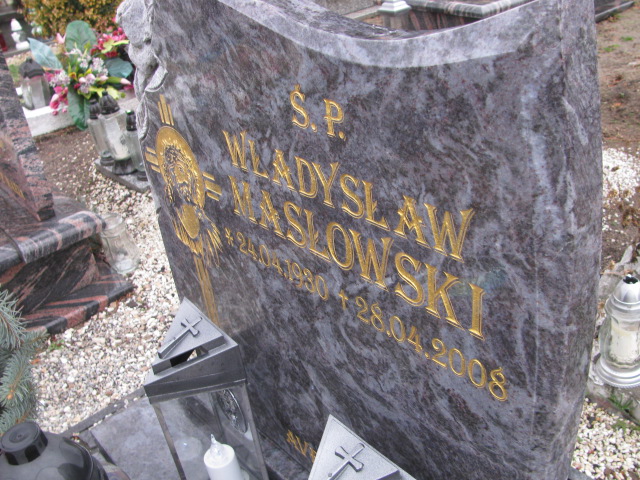 Ś. P.
WŁADYSŁAW
MASŁOWSKI
* 24.04.1930 † 28.04.2008